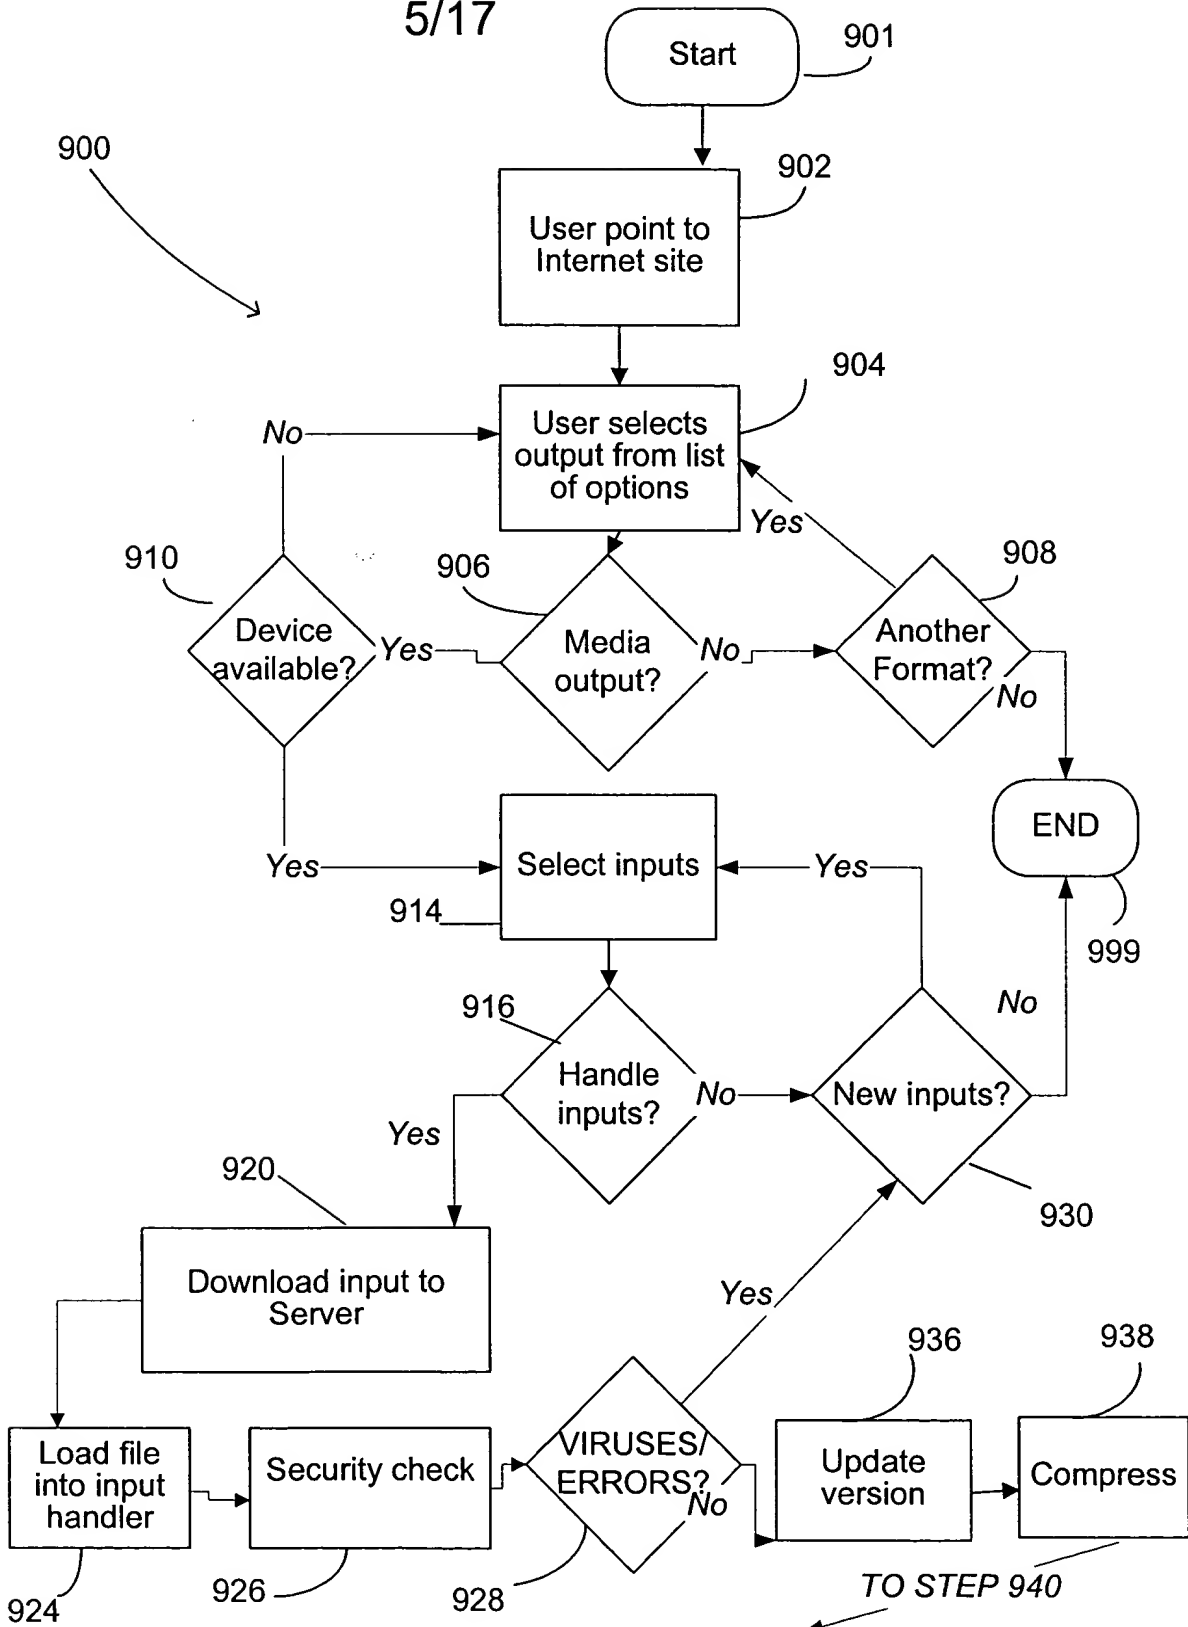 5/17
Start
901
900
902
User point to
Internet site
904
User selects
output from list
of options
No
Yes
910
906
908
Device
available?
Yes
Media
output?
No
Another
Format?
No
END
Select inputs
Yes
Yes
914
999
916
No
Handle
inputs?
No
New inputs?
Yes
920
930
Download input to
Server
Yes
936
938
Load file
into input
handler
Security check
VIRUSES/
ERRORS?
No
Update
version
Compress
924
926
928
TO STEP 940